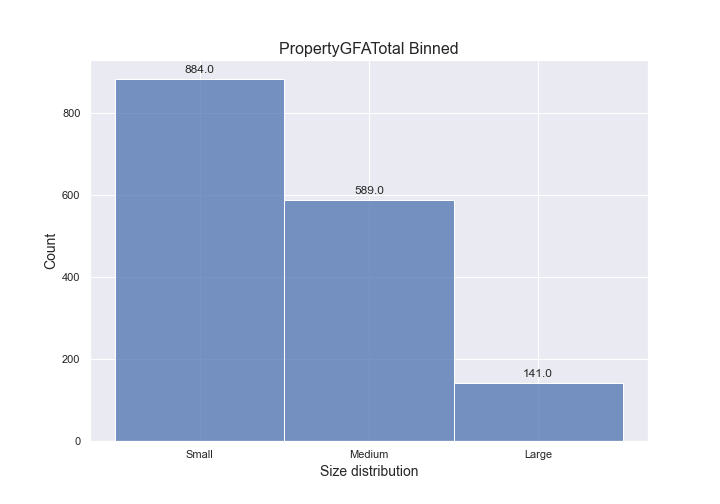 PropertyGFATotal Binned
884.0
800
589.0
600
Count
400
141.0
200
0
Small Medium Large
Size distribution